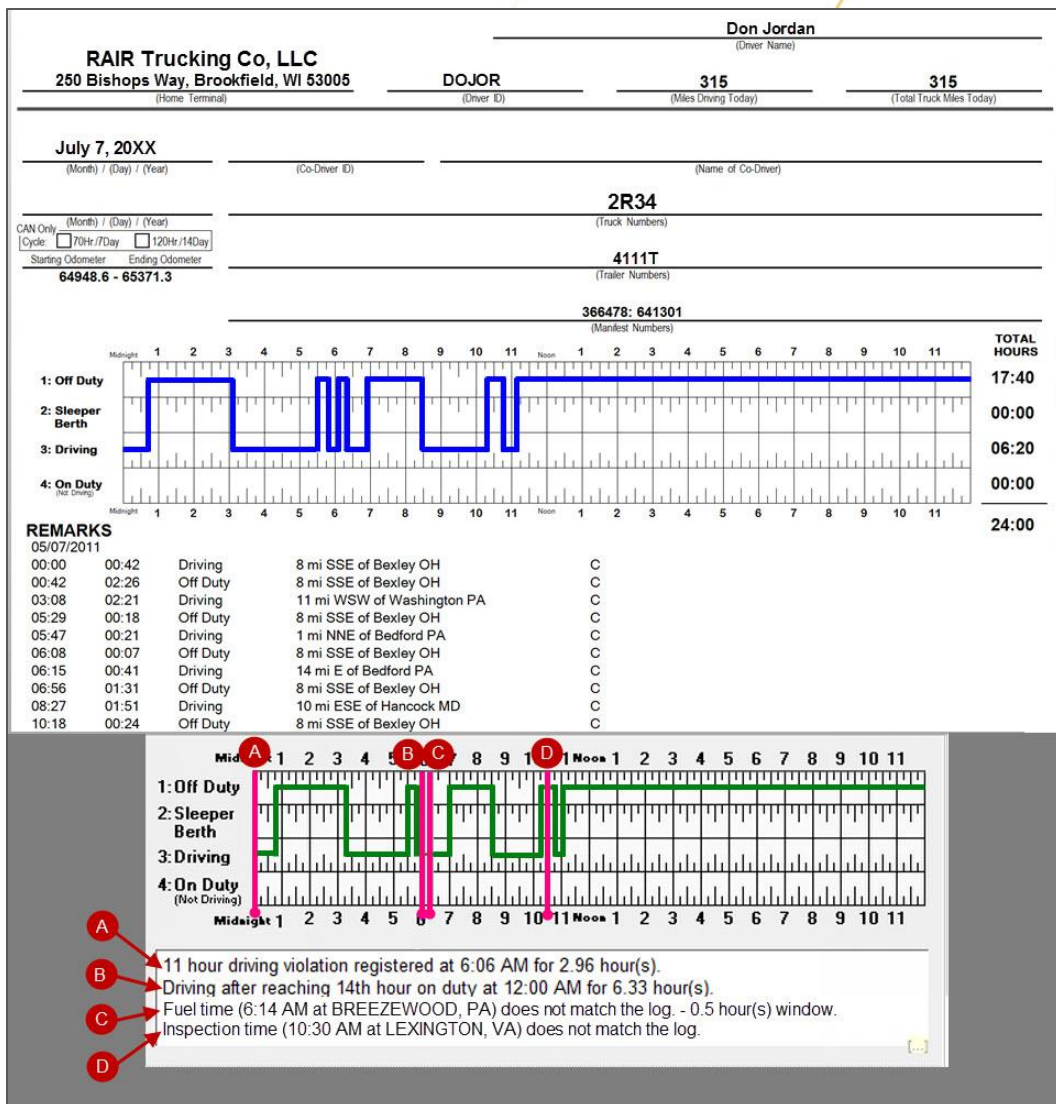 Don Jordan
(Driver Name)
RAIR Trucking Co, LLC
250 Bishops Way, Brookfield, WI 53005 DOJOR 315 315
(Home Terminal) (Driver ID) (Miles Driving Today) (Total Truck Miles Today)
July 7, 20XX
(Month) / (Day) / (Year) (Co-Driver ID) (Name of Co-Driver)
2R34
(Month) / (Day) / (Year) (Truck Numbers)
CAN Only
Cycle: 70Hr/7Day 120Hr/14Day
Starting Odometer Ending Odometer 4111T
64948.6 - 65371.3 (Trailer Numbers)
366478: 641301
(Manifest Numbers)
TOTAL
HOURS
Midnight 1 2 3 4 5 6 7 8 9 10 11 Noon 1 2 3 4 5 6 7 8 9 10 11
1: Off Duty 17:40
2: Sleeper
Berth 00:00
3: Driving 06:20
4: On Duty 00:00
(Not Driving)
Midnight 1 2 3 4 5 6 7 8 9 10 11 Noon 1 2 3 4 5 6 7 8 9 10 11
24:00
REMARKS
05/07/2011
00:00 00:42 Driving 8 mi SSE of Bexley OH C
00:42 02:26 Off Duty 8 mi SSE of Bexley OH C
03:08 02:21 Driving 11 mi WSW of Washington PA C
05:29 00:18 Off Duty 8 mi SSE of Bexley OH C
05:47 00:21 Driving 1 mi NNE of Bedford PA C
06:08 00:07 Off Duty 8 mi SSE of Bexley OH C
06:15 00:41 Driving 14 mi E of Bedford PA C
06:56 01:31 Off Duty 8 mi SSE of Bexley OH C
08:27 01:51 Driving 10 mi ESE of Hancock MD C
10:18 00:24 Off Duty 8 mi SSE of Bexley OH C
A B C D
1 2 3 4 8 9 Noon 1 2 3 4 5 6 7 8 9 10 11
1: Off Duty
2: Sleeper
Berth
3: Driving
4: On Duty
(Not Driving)
Midnight 1 2 3 4 5 6 7 8 9 10 11 Noon 1 2 3 4 5 6 7 8 9 10 11
A
11 hour driving violation registered at 6:06 AM for 2.96 hour(s).
B
Driving after reaching 14th hour on duty at 12:00 AM for 6.33 hour(s).
C
Fuel time (6:14 AM at BREEZEWOOD, PA) does not match the log. - 0.5 hour(s) window.
Inspection time (10:30 AM at LEXINGTON, VA) does not match the log.
D
[...]